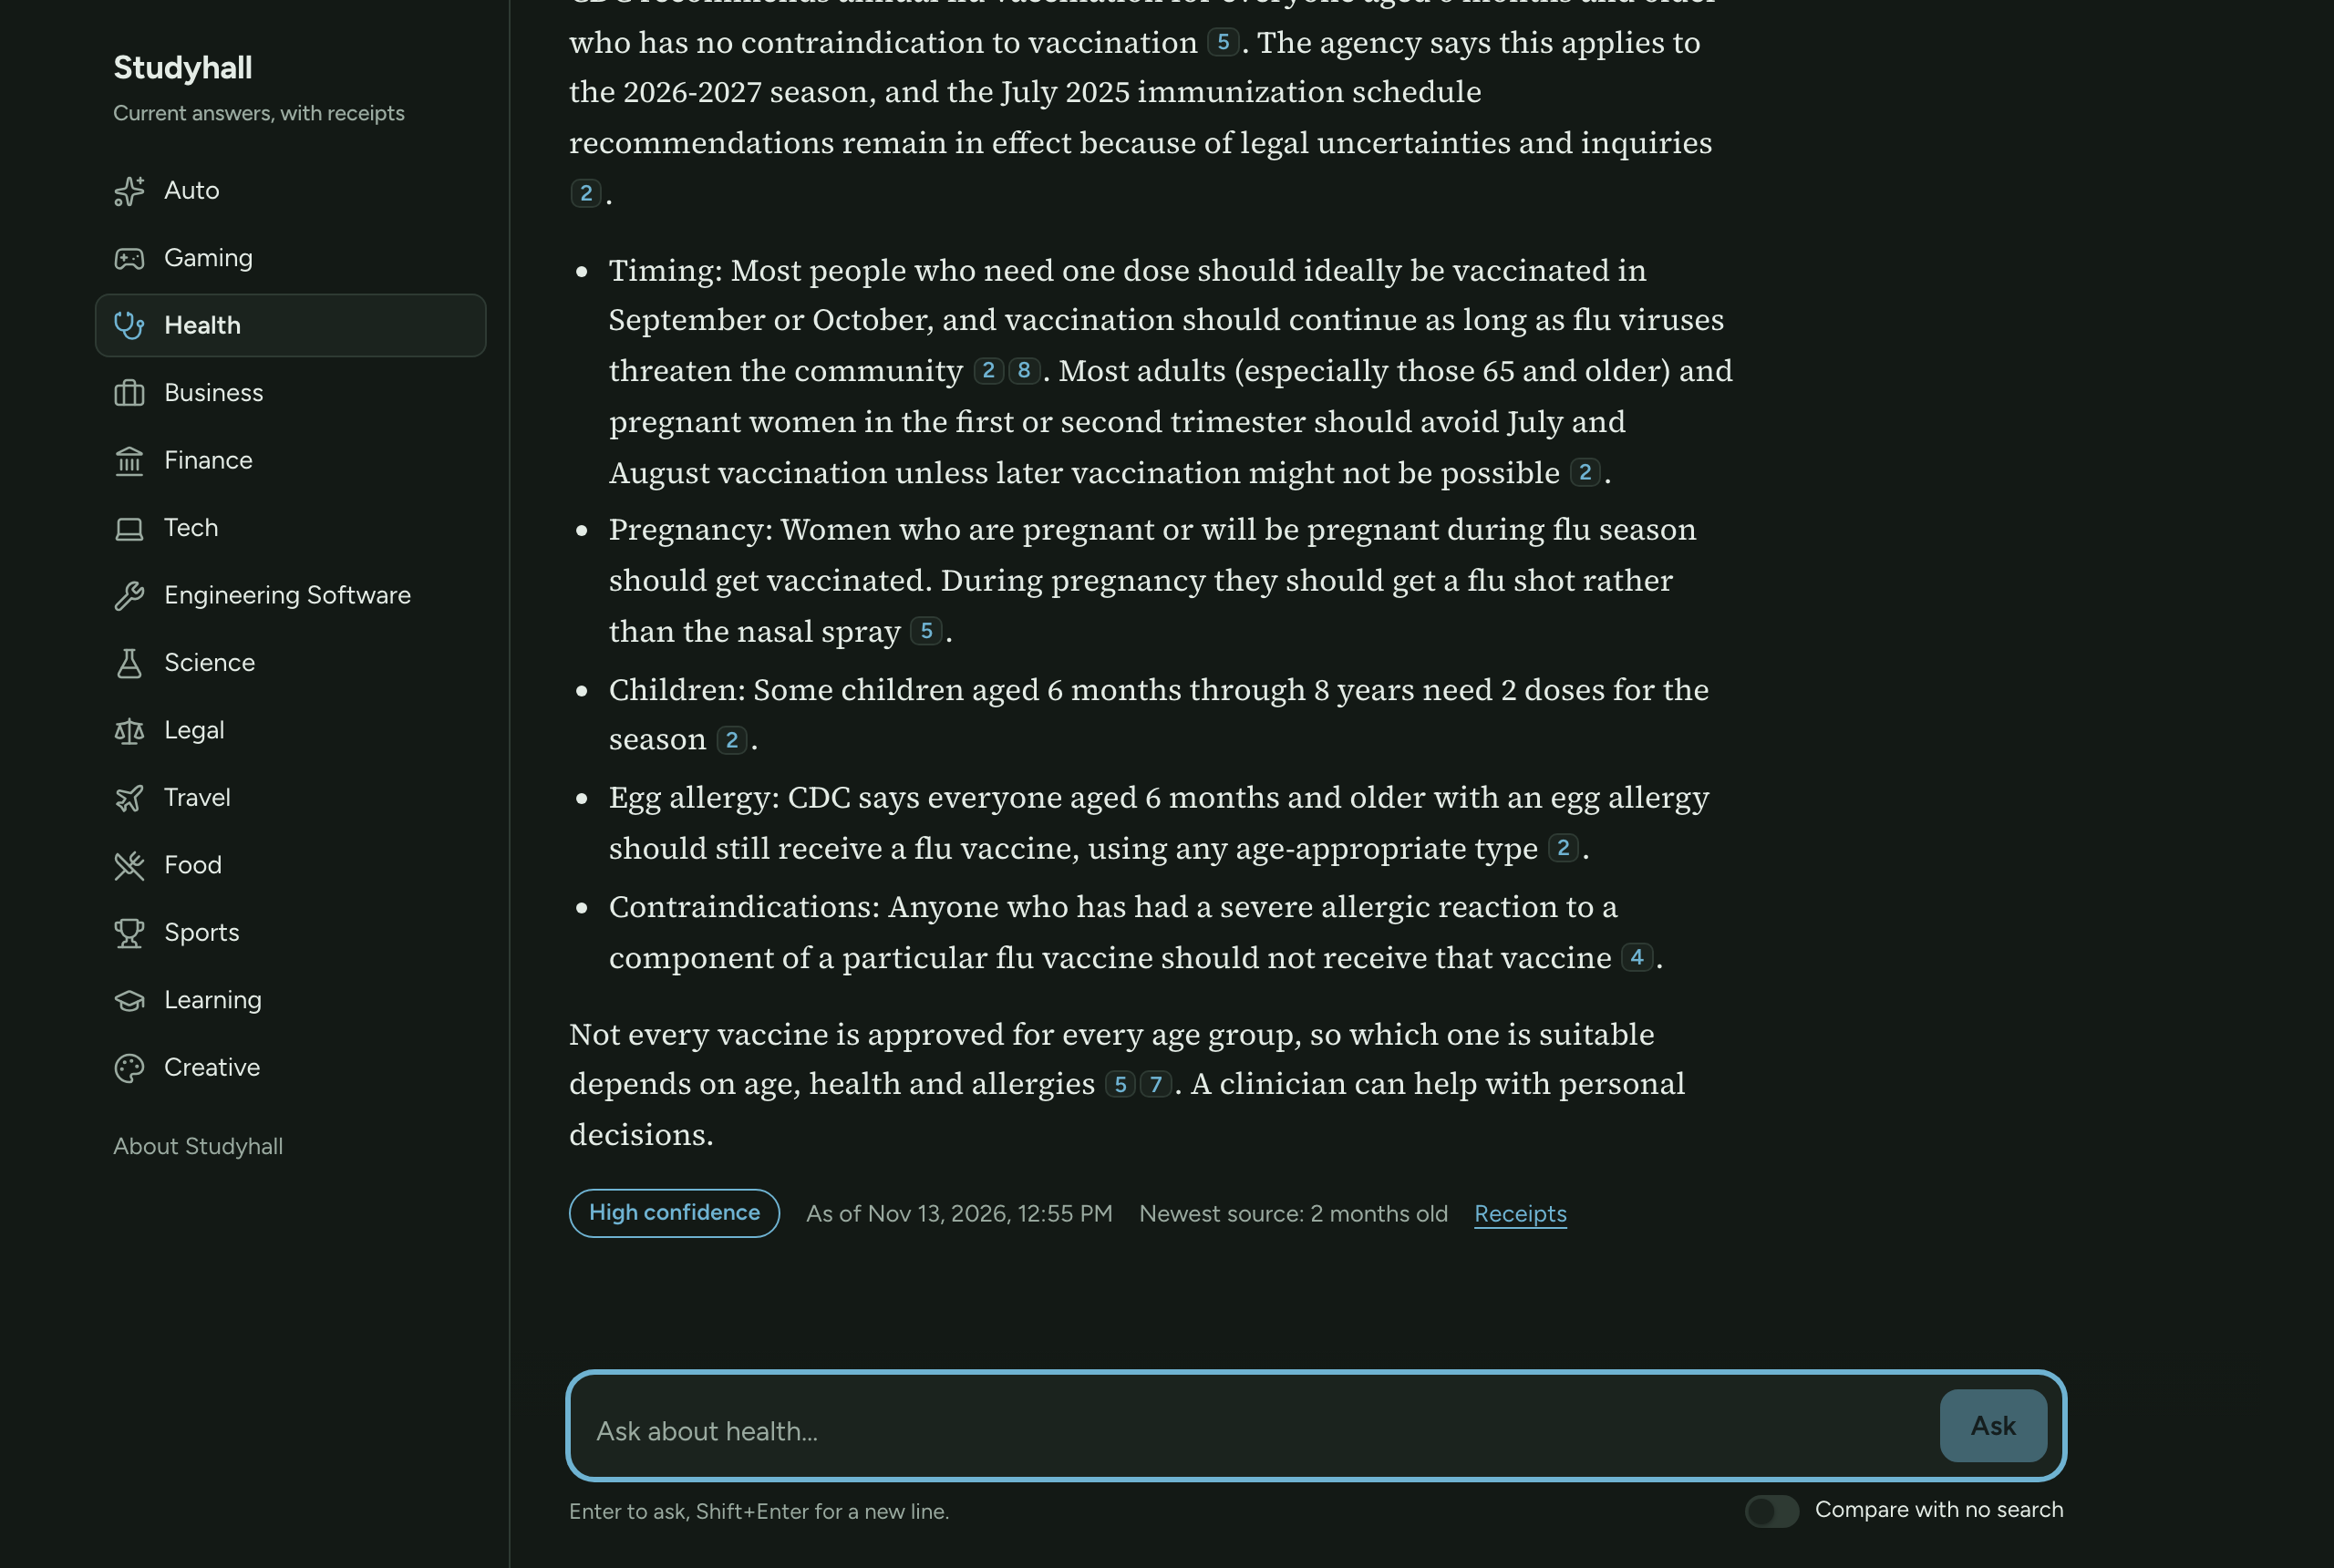 Studyhall
Current answers, with receipts
Auto
Gaming
Health
Business
Finance
Tech
Engineering Software
Science
Legal
Travel
Food
Sports
Learning
Creative
About Studyhall
CDC recommends annual flu vaccination for everyone aged 6 months and older
who has no contraindication to vaccination 5. The agency says this applies to
the 2026-2027 season, and the July 2025 immunization schedule
recommendations remain in effect because of legal uncertainties and inquiries
2.
• Timing: Most people who need one dose should ideally be vaccinated in
September or October, and vaccination should continue as long as flu viruses
threaten the community 2 8. Most adults (especially those 65 and older) and
pregnant women in the first or second trimester should avoid July and
August vaccination unless later vaccination might not be possible 2.
• Pregnancy: Women who are pregnant or will be pregnant during flu season
should get vaccinated. During pregnancy they should get a flu shot rather
than the nasal spray 5.
• Children: Some children aged 6 months through 8 years need 2 doses for the
season 2.
• Egg allergy: CDC says everyone aged 6 months and older with an egg allergy
should still receive a flu vaccine, using any age-appropriate type 2.
• Contraindications: Anyone who has had a severe allergic reaction to a
component of a particular flu vaccine should not receive that vaccine 4.
Not every vaccine is approved for every age group, so which one is suitable
depends on age, health and allergies 5 7. A clinician can help with personal
decisions.
High confidence As of Nov 13, 2026, 12:55 PM Newest source: 2 months old Receipts
Ask about health...
Ask
Enter to ask, Shift+Enter for a new line.
Compare with no search